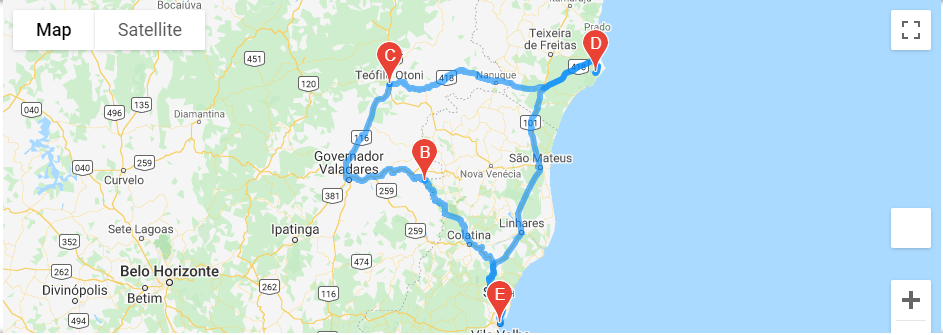 Bocaiúva
Itamaraju
Map
Satellite
Prado
Teixeira
de Freitas
D
C
451
Teófilo Otoni
418
418
Nanuque
120
040
496
135
Diamantina
101
116
Governador
Valadares
B
São Mateus
040
259
Curvelo
259
Nova Venécia
381
Sete Lagoas
Ipatinga
259
Linhares
Colatina
352
474
262
Belo Horizonte
262
Divinópolis
Betim
116
E
494
262
Vila Velha